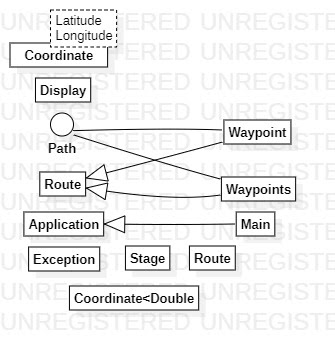 UNREGISTERED UNREGISTERED
Latitude
Longitude
Coordinate
Display
Path
Waypoint
Route
Waypoints
Application
Main
Exception
Stage
Route
Coordinate<Double